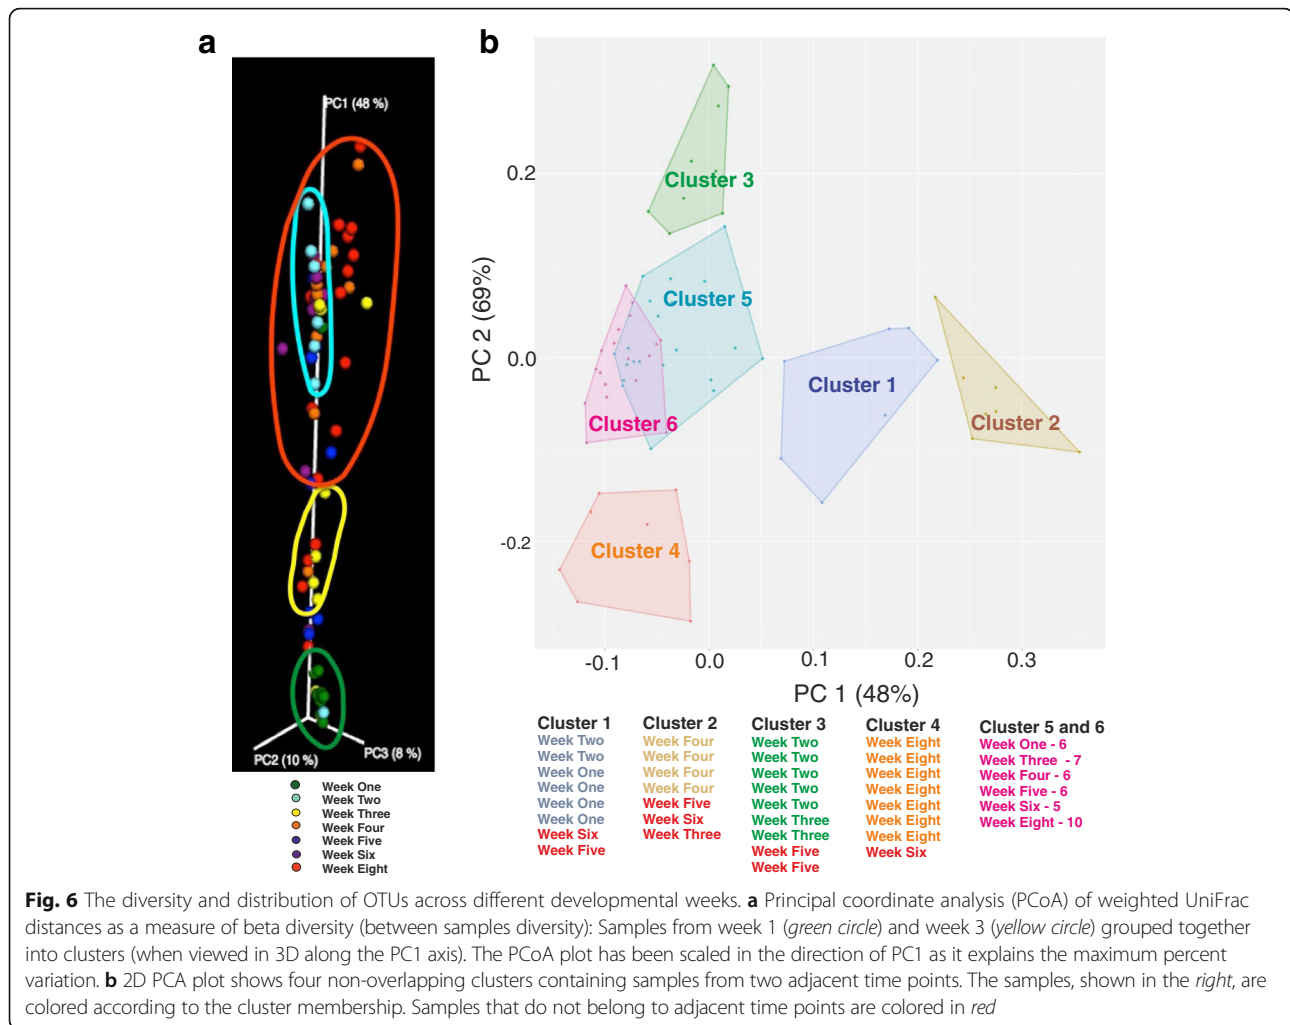 a
PC1 (48 %)
PC2 (10 %)
PC3 (8 %)
Week One
Week Two
Week Three
Week Four
Week Five
Week Six
Week Eight
b
PC 2 (69%)
0.2
0.0
-0.2
Cluster 3
Cluster 5
Cluster 1
Cluster 6
Cluster 2
Cluster 4
-0.1
0.0
0.1
0.2
0.3
PC 1 (48%)
Cluster 1
Week Two
Week Two
Week One
Week One
Week One
Week One
Week Six
Week Five
Cluster 2
Week Four
Week Four
Week Four
Week Four
Week Five
Week Six
Week Three
Cluster 3
Week Two
Week Two
Week Two
Week Two
Week Two
Week Three
Week Three
Week Five
Week Five
Cluster 4
Week Eight
Week Eight
Week Eight
Week Eight
Week Eight
Week Eight
Week Eight
Week Six
Cluster 5 and 6
Week One - 6
Week Three - 7
Week Four - 6
Week Five - 6
Week Six - 5
Week Eight - 10
Fig. 6 The diversity and distribution of OTUs across different developmental weeks. a Principal coordinate analysis (PCoA) of weighted UniFrac
distances as a measure of beta diversity (between samples diversity): Samples from week 1 (green circle) and week 3 (yellow circle) grouped together
into clusters (when viewed in 3D along the PC1 axis). The PCoA plot has been scaled in the direction of PC1 as it explains the maximum percent
variation. b 2D PCA plot shows four non-overlapping clusters containing samples from two adjacent time points. The samples, shown in the right, are
colored according to the cluster membership. Samples that do not belong to adjacent time points are colored in red